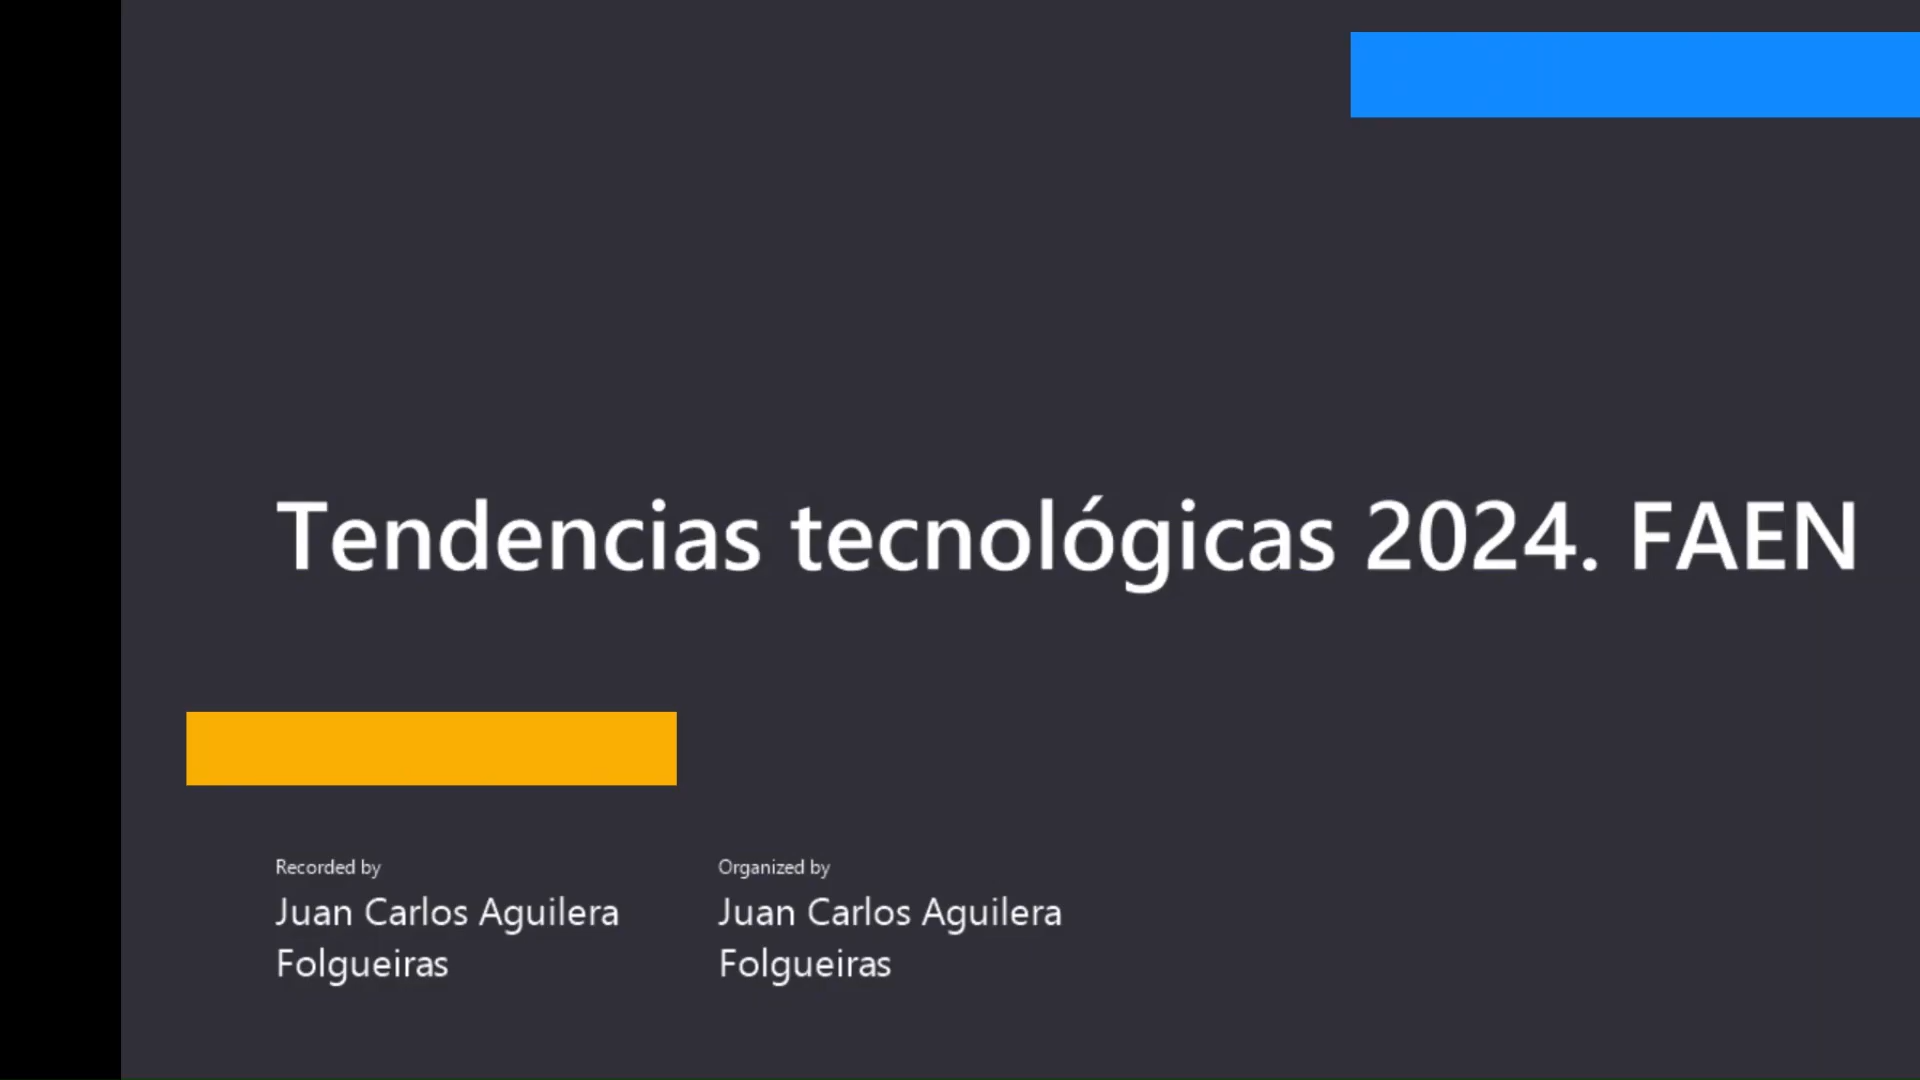 Tendencias tecnológicas 2024. FAEN
Recorded by
Juan Carlos Aguilera
Folgueiras
Organized by
Juan Carlos Aguilera
Folgueiras